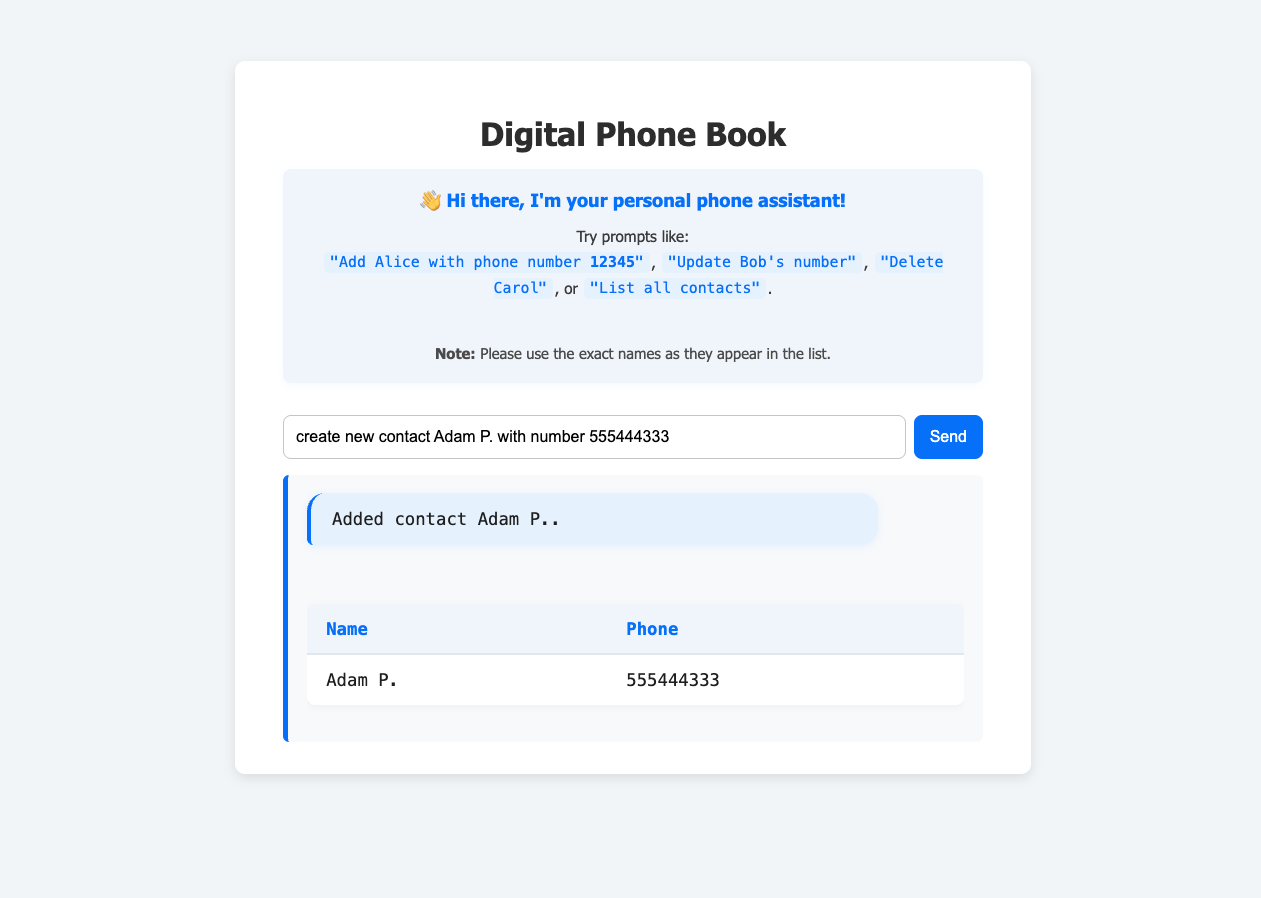 Digital Phone Book
👋 Hi there, I'm your personal phone assistant!
Try prompts like:
"Add Alice with phone number 12345" , "Update Bob's number" , "Delete
Carol" , or "List all contacts" .
Note: Please use the exact names as they appear in the list.
create new contact Adam P. with number 555444333
Send
Added contact Adam P..
Name Phone
Adam P. 555444333